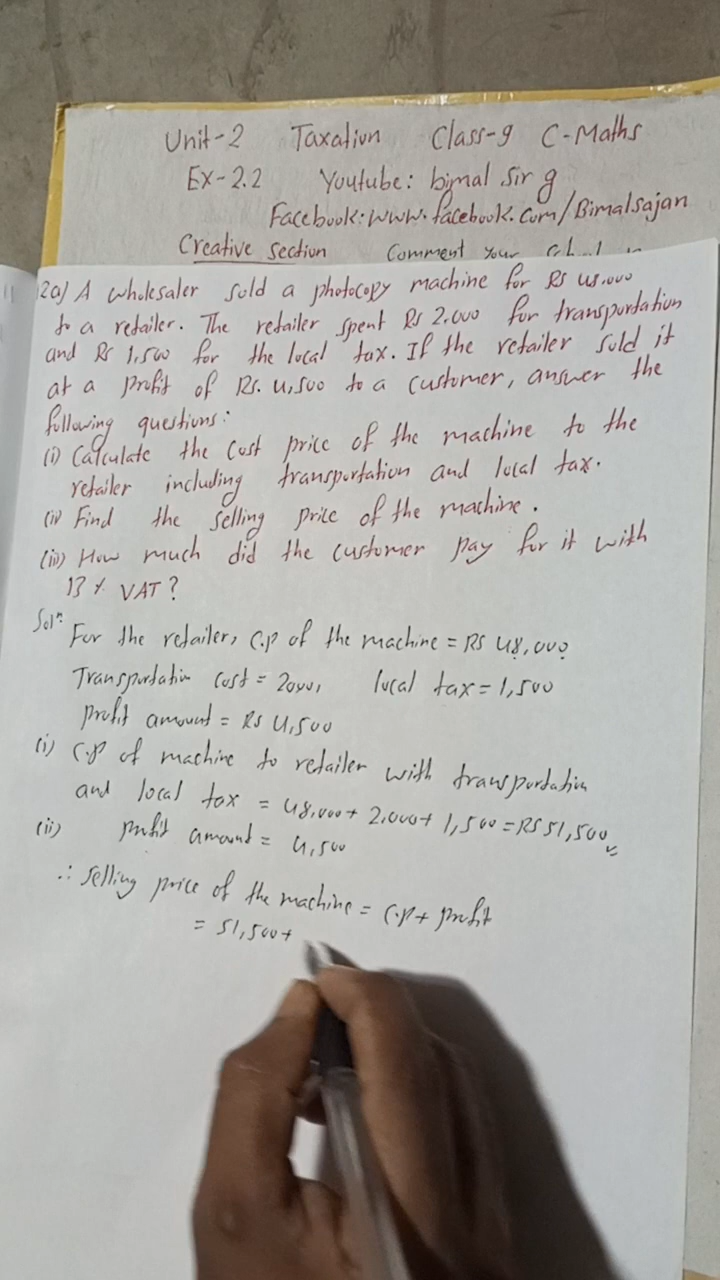 Unit-2 Taxation Class-9 C-Maths
Ex-2.2 Youtube: bimal sir g
Facebook:www.facebook.com/Bimalsajan
Creative section Comment your
2a) A wholesaler sold a photocopy machine for Rs 48,000
to a retailer. The retailer spent Rs 2,000 for transportation
and Rs 1,500 for the local tax. If the retailer sold it
at a profit of Rs. 4,500 to a customer, answer the
following questions:
(i) Calculate the cost price of the machine to the
retailer including transportation and local tax.
(ii) Find the selling price of the machine.
(iii) How much did the customer pay for it with
13 % VAT?
Solⁿ
For the retailer, C.P of the machine = Rs 48,000
Transportation cost = 2000, local tax = 1,500
profit amount = Rs 4,500
(i) C.P of machine to retailer with transportation
and local tax = 48,000+ 2,000+ 1,500 = RS 51,500
(ii) profit amount = 4,500
∴ Selling price of the machine = C.P + profit
= 51,500+